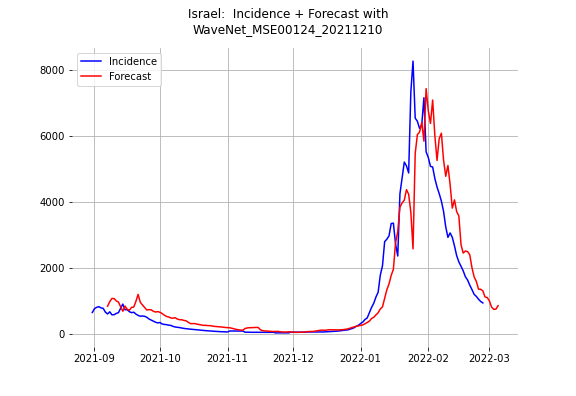 Israel:  Incidence + Forecast with
WaveNet_MSE00124_20211210
Incidence
Forecast
8000
6000
4000
2000
0
2021-09 2021-10 2021-11 2021-12 2022-01 2022-02 2022-03